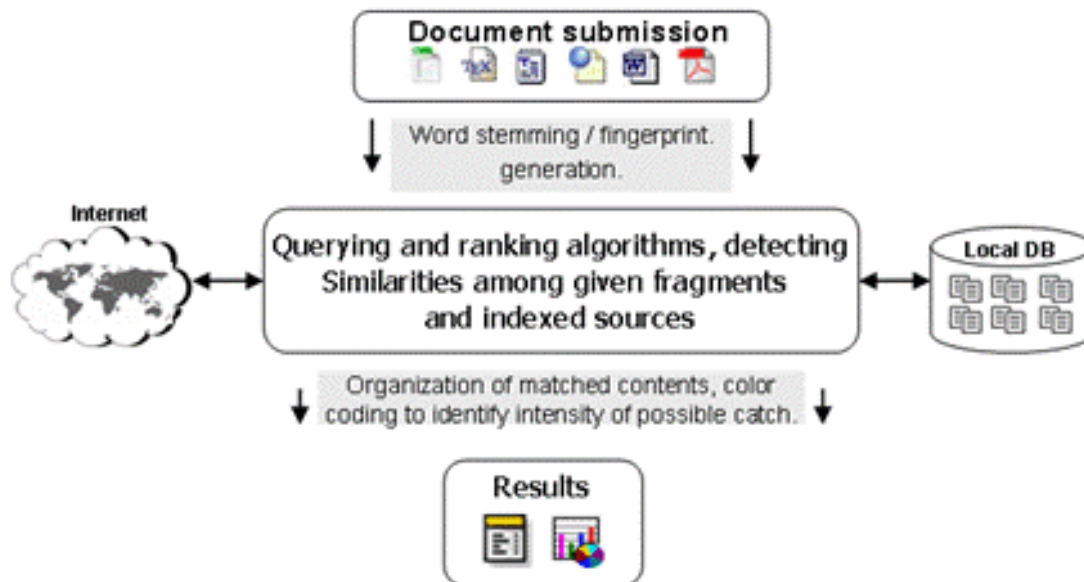 Document submission
TEX
W
Word stemming / fingerprint.
generation.
Internet
Querying and ranking algorithms, detecting
Similarities among given fragments
and indexed sources
Local DB
Organization of matched contents, color
coding to identify intensity of possible catch.
Results